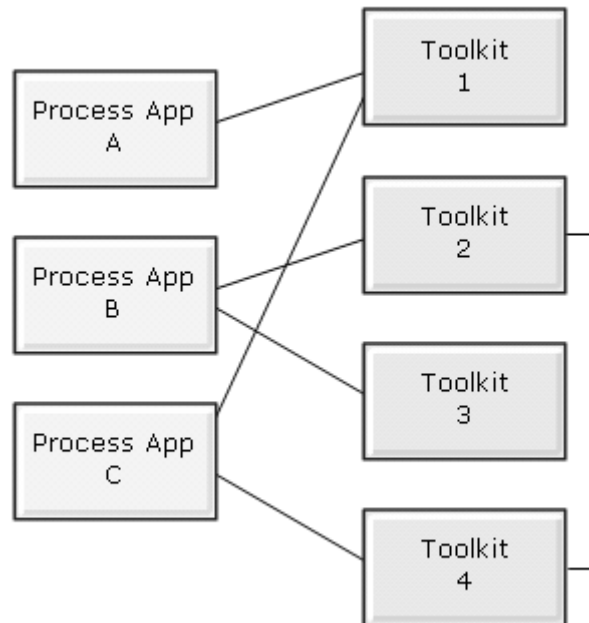 Process App
A
Process App
B
Process App
C
Toolkit
1
Toolkit
2
Toolkit
3
Toolkit
4